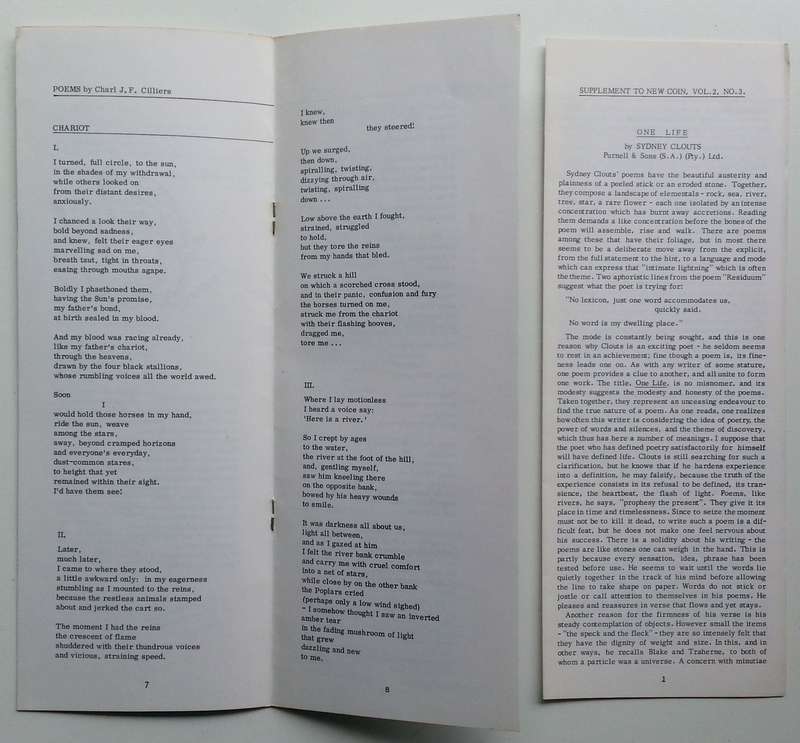 POEMS by Charl J.F. Cilliers
CHARIOT
I.
I turned, full circle, to the sun,
in the shades of my withdrawal,
while others looked on
from their distant desires,
anxiously.
I chanced a look their way,
bold beyond sadness,
and knew, felt their eager eyes
marvelling sad on me,
breath taut, tight in throats,
easing through mouths agape.
Boldly I phaethoned them,
having the Sun's promise,
my father's bond,
at birth sealed in my blood.
And my blood was racing already,
like my father's chariot,
through the heavens,
drawn by the four black stallions,
whose rumbling voices all the world awed.
Soon
I
would hold those horses in my hand,
ride the sun, weave
among the stars,
away, beyond cramped horizons
and everyone's everyday,
dust-common stares,
to height that yet
remained within their sight.
I'd have them see!
II.
Later,
much later,
I came to where they stood,
a little awkward only: in my eagerness
stumbling as I mounted to the reins,
because the restless animals stamped
about and jerked the cart so.
The moment I had the reins
the crescent of flame
shuddered with their thundrous voices
and vicious, straining speed.
7
I knew,
knew then
they steered!
Up we surged,
then down,
spiralling, twisting,
dizzying through air,
twisting, spiralling
down ...
Low above the earth I fought,
strained, struggled
to hold,
but they tore the reins
from my hands that bled.
We struck a hill
on which a scorched cross stood,
and in their panic, confusion and fury
the horses turned on me,
struck me from the chariot
with their flashing hooves,
dragged me,
tore me ...
III.
Where I lay motionless
I heard a voice say:
'Here is a river.'
So I crept by ages
to the water,
the river at the foot of the hill,
and, gentling myself,
saw him kneeling there
on the opposite bank,
bowed by his heavy wounds
to smile.
It was darkness all about us,
light all between,
and as I gazed at him
I felt the river bank crumble
and carry me with cruel comfort
into a net of stars,
while close by on the other bank
the Poplars cried
(perhaps only a low wind sighed)
- I somehow thought I saw an inverted
amber tear
in the fading mushroom of light
that grew
dazzling and new
to me.
8
SUPPLEMENT TO NEW COIN, VOL.2, NO.3.
ONE LIFE
by SYDNEY CLOUTS
Purnell & Sons (S.A.) (Pty.) Ltd.
Sydney Clouts' poems have the beautiful austerity and
plainness of a peeled stick or an eroded stone. Together,
they compose a landscape of elementals - rock, sea, river,
tree, star, a rare flower - each one isolated by an intense
concentration which has burnt away accretions. Reading
them demands a like concentration before the bones of the
poem will assemble, rise and walk. There are poems
among these that have their foliage, but in most there
seems to be a deliberate move away from the explicit,
from the full statement to the hint, to a language and mode
which can express that "intimate lightning" which is often
the theme. Two aphoristic lines from the poem "Residuum"
suggest what the poet is trying for:
"No lexicon, just one word accommodates us,
quickly said.
No word is my dwelling place."
The mode is constantly being sought, and this is one
reason why Clouts is an exciting poet - he seldom seems
to rest in an achievement; fine though a poem is, its fine-
ness leads one on. As with any writer of some stature,
one poem provides a clue to another, and all unite to form
one work. The title, One Life, is no misnomer, and its
modesty suggests the modesty and honesty of the poems.
Taken together, they represent an unceasing endeavour to
find the true nature of a poem. As one reads, one realizes
how often this writer is considering the idea of poetry, the
power of words and silences, and the theme of discovery,
which thus has here a number of meanings. I suppose that
the poet who has defined poetry satisfactorily for himself
will have defined life. Clouts is still searching for such a
clarification, but he knows that if he hardens experience
into a definition, he may falsify, because the truth of the
experience consists in its refusal to be defined, its tran-
sience, the heartbeat, the flash of light. Poems, like
rivers, he says, "prophesy the present". They give it its
place in time and timelessness. Since to seize the moment
must not be to kill it dead, to write such a poem is a dif-
ficult feat, but he does not make one feel nervous about
his success. There is a solidity about his writing - the
poems are like stones one can weigh in the hand. This is
partly because every sensation, idea, phrase has been
tested before use. He seems to wait until the words lie
quietly together in the track of his mind before allowing
the line to take shape on paper. Words do not stick or
jostle or call attention to themselves in his poems. He
pleases and reassures in verse that flows and yet stays.
Another reason for the firmness of his verse is his
steady contemplation of objects. However small the items
- "the speck and the fleck" - they are so intensely felt that
they have the dignity of weight and size. In this, and in
other ways, he recalls Blake and Traherne, to both of
whom a particle was a universe. A concern with minutiae
1